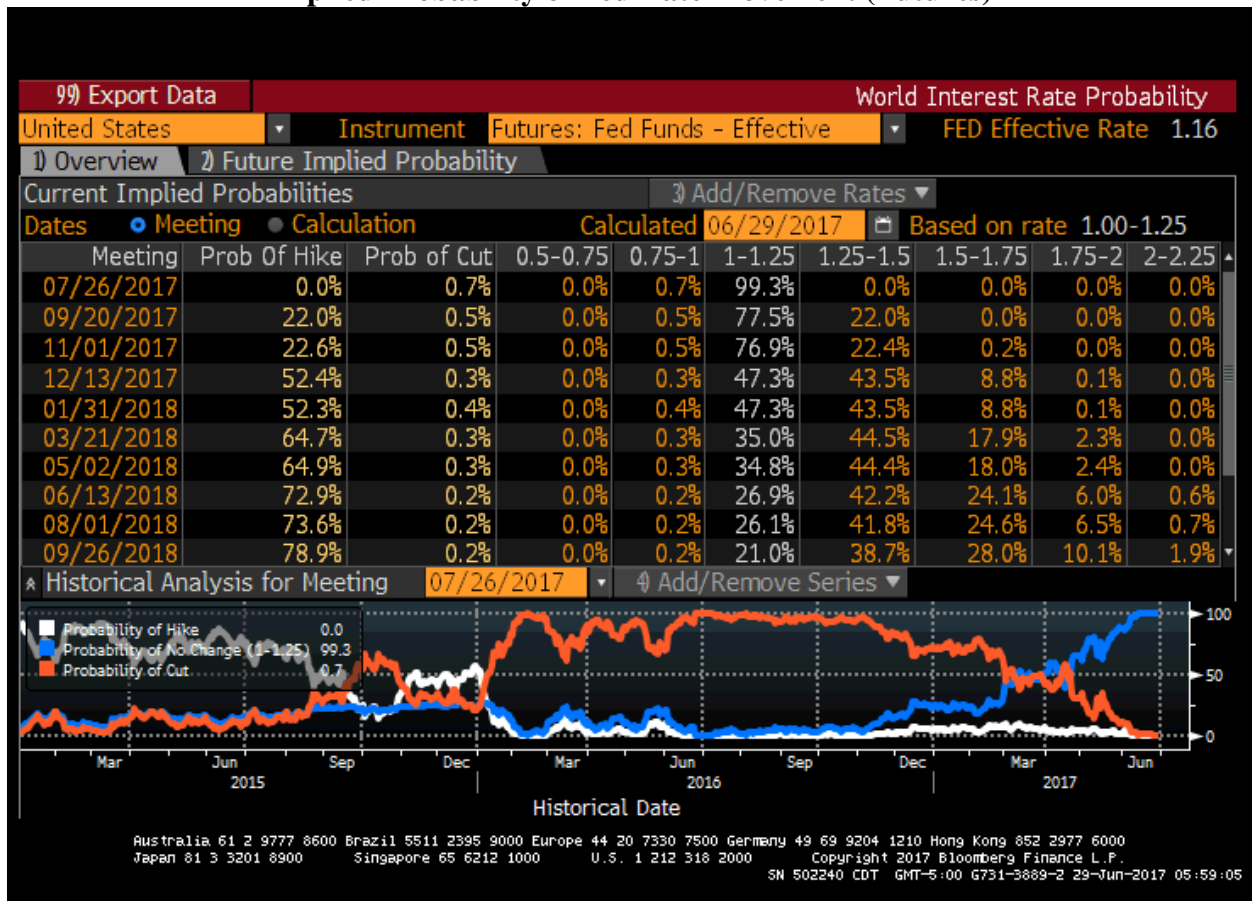 99) Export Data World Interest Rate Probability
United States Instrument Futures: Fed Funds - Effective FED Effective Rate 1.16
1) Overview 2) Future Implied Probability
Current Implied Probabilities 3) Add/Remove Rates
Dates Meeting Calculation Calculated 06/29/2017 Based on rate 1.00-1.25
Meeting Prob Of Hike Prob of Cut 0.5-0.75 0.75-1 1-1.25 1.25-1.5 1.5-1.75 1.75-2 2-2.25
07/26/2017 0.0% 0.7% 0.0% 0.7% 99.3% 0.0% 0.0% 0.0% 0.0%
09/20/2017 22.0% 0.5% 0.0% 0.5% 77.5% 22.0% 0.0% 0.0% 0.0%
11/01/2017 22.6% 0.5% 0.0% 0.5% 76.9% 22.4% 0.2% 0.0% 0.0%
12/13/2017 52.4% 0.3% 0.0% 0.3% 47.3% 43.5% 8.8% 0.1% 0.0%
01/31/2018 52.3% 0.4% 0.0% 0.4% 47.3% 43.5% 8.8% 0.1% 0.0%
03/21/2018 64.7% 0.3% 0.0% 0.3% 35.0% 44.5% 17.9% 2.3% 0.0%
05/02/2018 64.9% 0.3% 0.0% 0.3% 34.8% 44.4% 18.0% 2.4% 0.0%
06/13/2018 72.9% 0.2% 0.0% 0.2% 26.9% 42.2% 24.1% 6.0% 0.6%
08/01/2018 73.6% 0.2% 0.0% 0.2% 26.1% 41.8% 24.6% 6.5% 0.7%
09/26/2018 78.9% 0.2% 0.0% 0.2% 21.0% 38.7% 28.0% 10.1% 1.9%
Historical Analysis for Meeting 07/26/2017 4) Add/Remove Series
Probability of Hike 0.0
Probability of No Change (1-1.25) 99.3
Probability of Cut 0.7
100
50
0
Mar Jun Sep Dec Mar Jun Sep Dec Mar Jun
2015 2016 2017
Historical Date
Australia 61 2 9777 8600 Brazil 5511 2395 9000 Europe 44 20 7330 7500 Germany 49 69 9204 1210 Hong Kong 852 2977 6000
Japan 81 3 3201 8900 Singapore 65 6212 1000 U.S. 1 212 318 2000 Copyright 2017 Bloomberg Finance L.P.
SN 502240 CDT GMT-5:00 G731-3889-2 29-Jun-2017 05:59:05